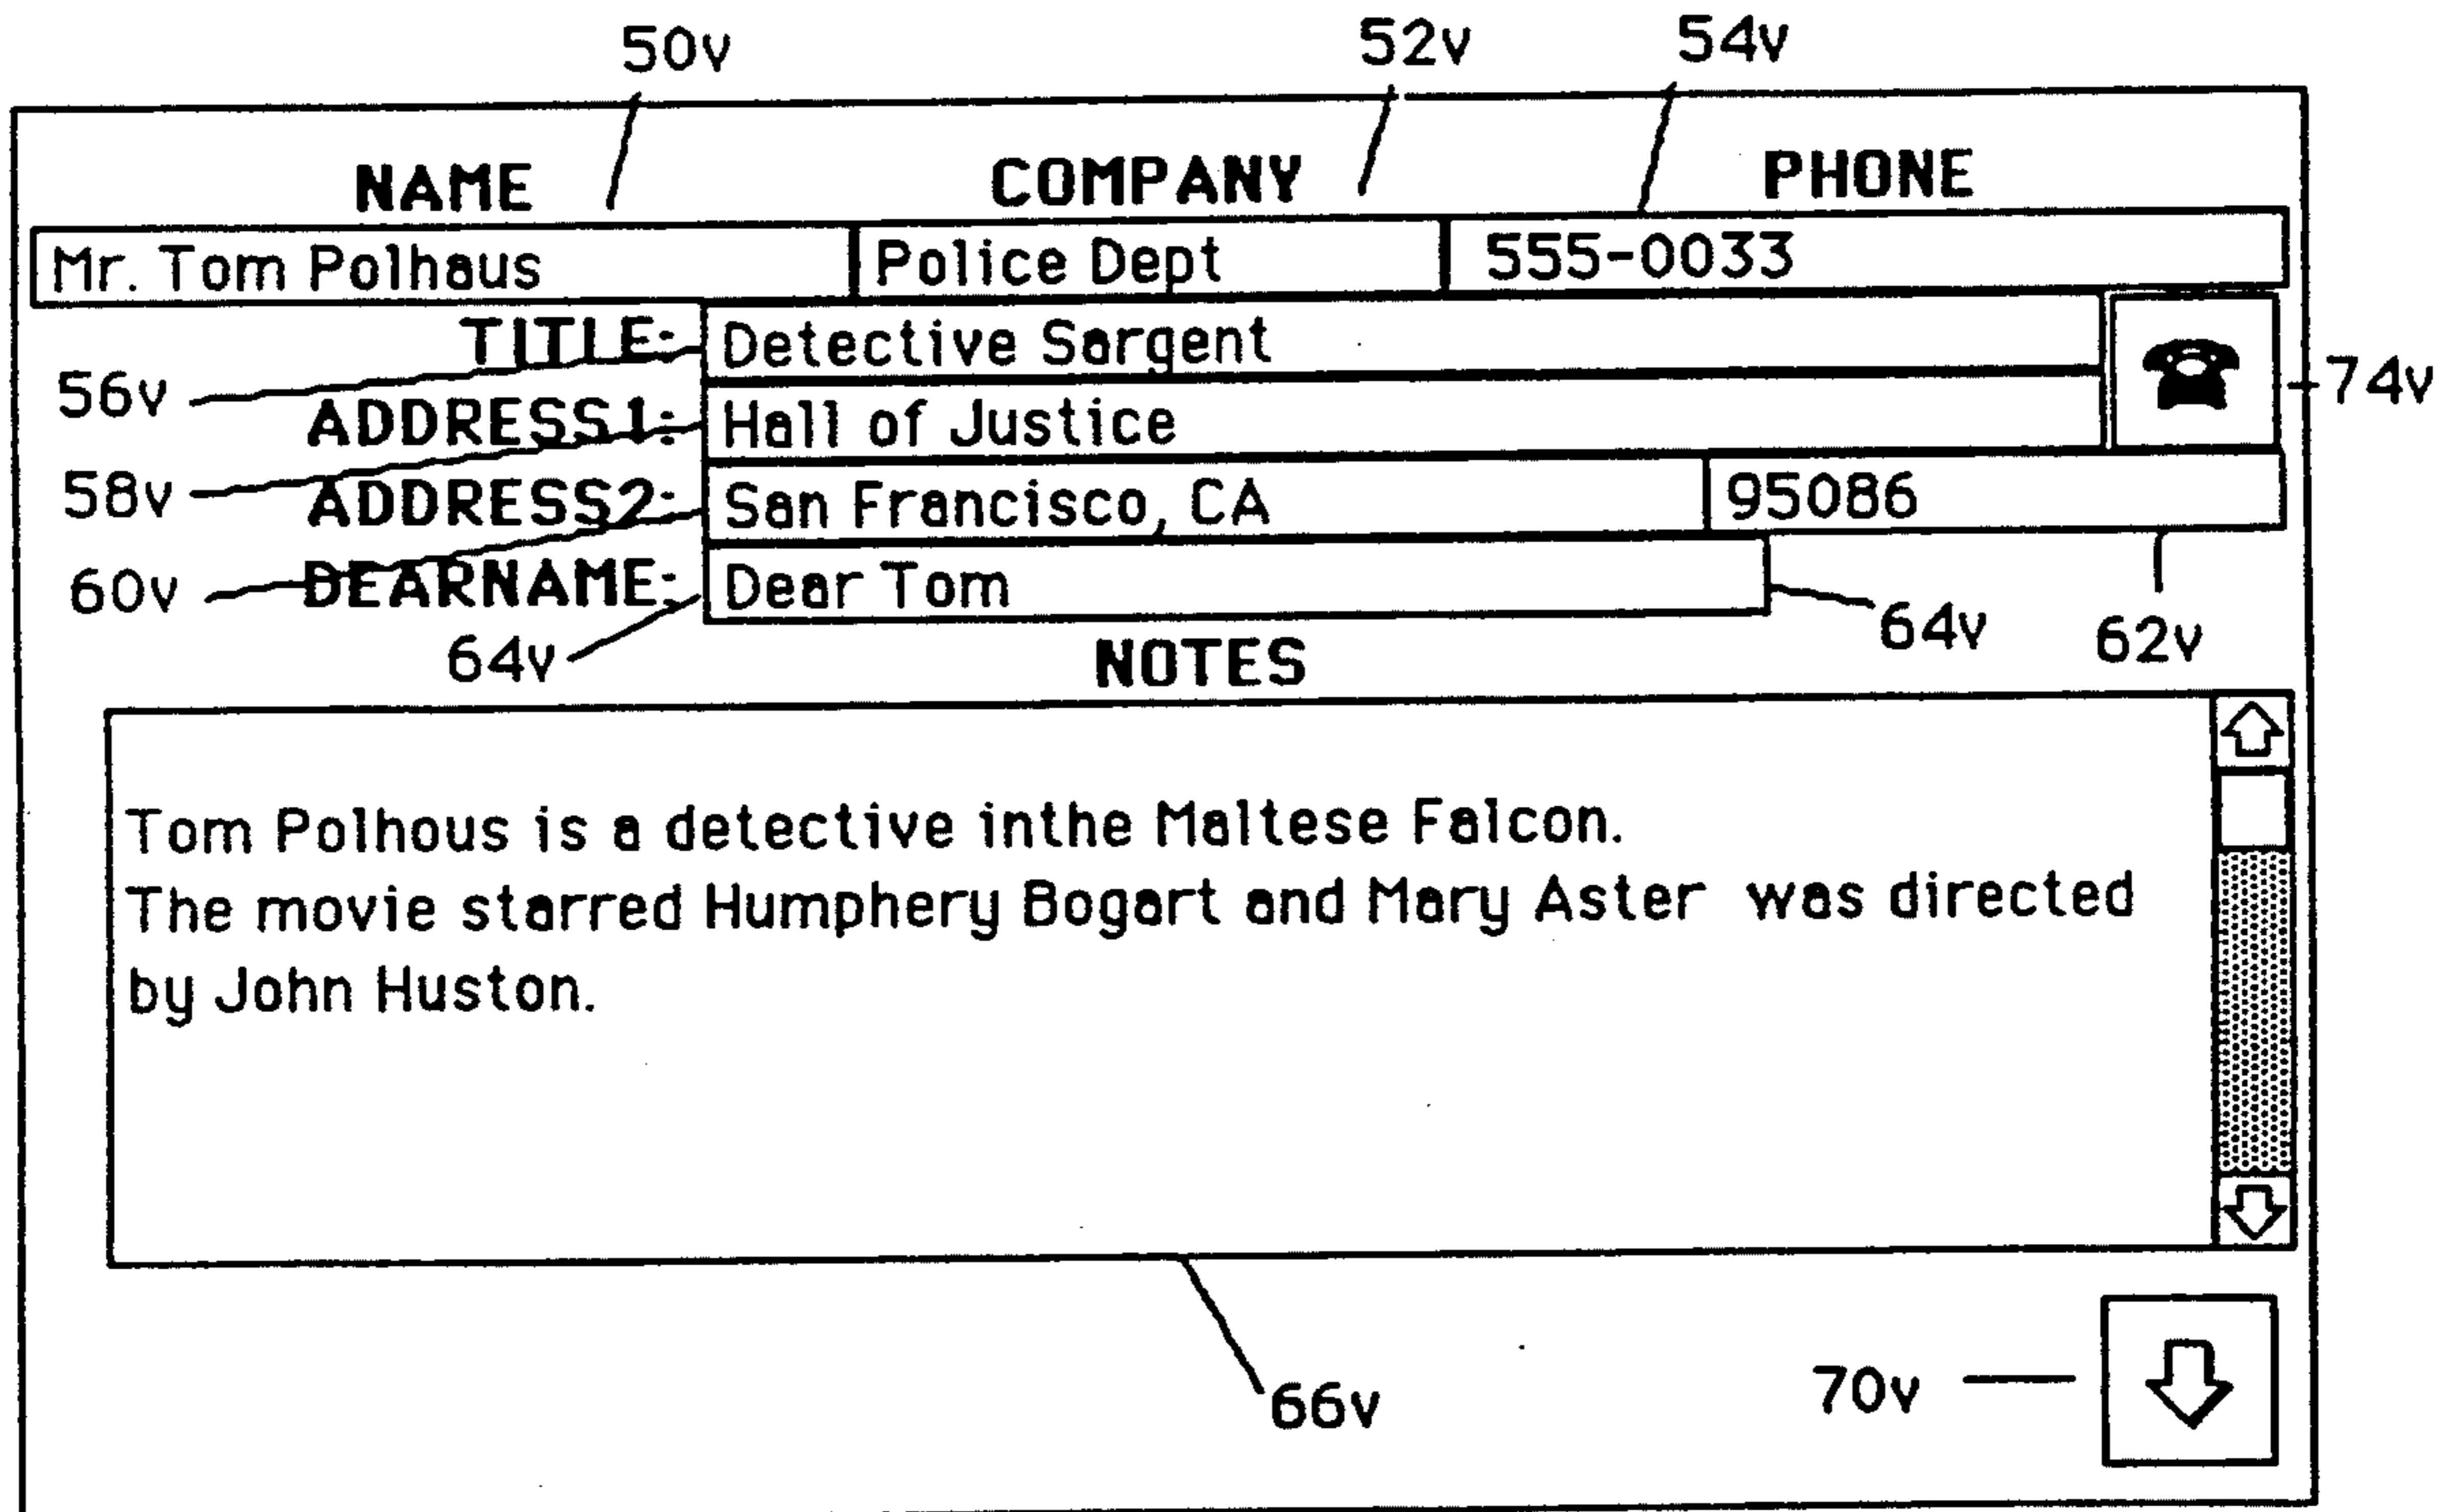 50v 52v 54v
NAME COMPANY PHONE
Mr. Tom Polhaus Police Dept 555-0033
TITLE: Detective Sargent
56v 74v
ADDRESS1: Hall of Justice
58v ADDRESS2: San Francisco, CA 95086
60v DEARNAME: Dear Tom
64v 64v 62v
NOTES
Tom Polhous is a detective inthe Maltese Falcon.
The movie starred Humphery Bogart and Mary Aster was directed
by John Huston.
66v 70v